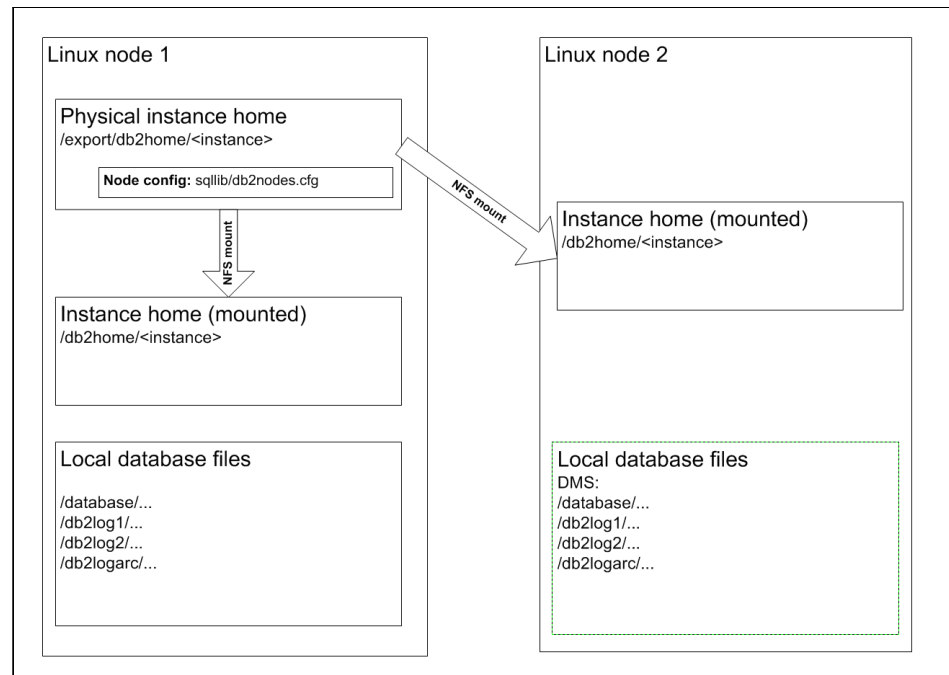 Linux node 1
Physical instance home
/export/db2home/<instance>
Node config: sqllib/db2nodes.cfg
NFS mount
Instance home (mounted)
/db2home/<instance>
Local database files
/database/...
/db2log1/...
/db2log2/...
/db2logarc/...
NFS mount
Linux node 2
Instance home (mounted)
/db2home/<instance>
Local database files
DMS:
/database/...
/db2log1/...
/db2log2/...
/db2logarc/...